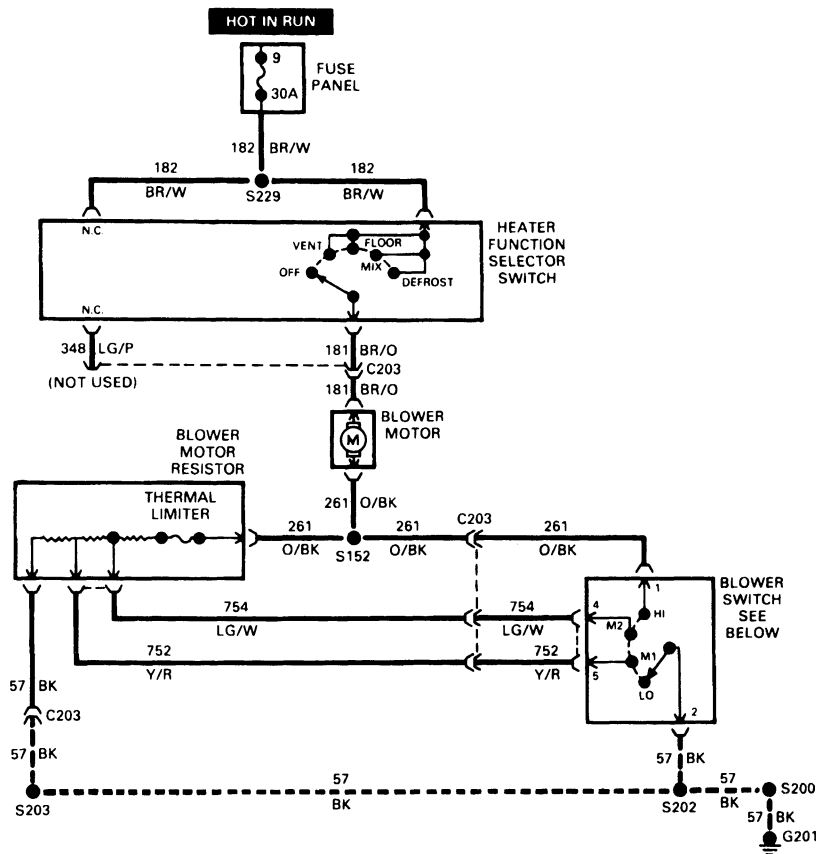 HOT IN RUN
9
30A
FUSE
PANEL
182 BR/W
182
BR/W
S229
182
BR/W
N.C.
VENT
FLOOR
OFF
MIX
DEFROST
HEATER
FUNCTION
SELECTOR
SWITCH
N.C.
348 LG/P
(NOT USED)
181 BR/O
C203
181 BR/O
BLOWER
MOTOR
M
BLOWER
MOTOR
RESISTOR
THERMAL
LIMITER
261 O/BK
261
O/BK
S152
261
O/BK
C203
261
O/BK
1
BLOWER
SWITCH
SEE
BELOW
754
LG/W
754
LG/W
4
M2
HI
752
Y/R
752
Y/R
5
M1
LO
2
57 BK
C203
57 BK
57 BK
S203
57
BK
S202
57
BK
S200
57 BK
G201